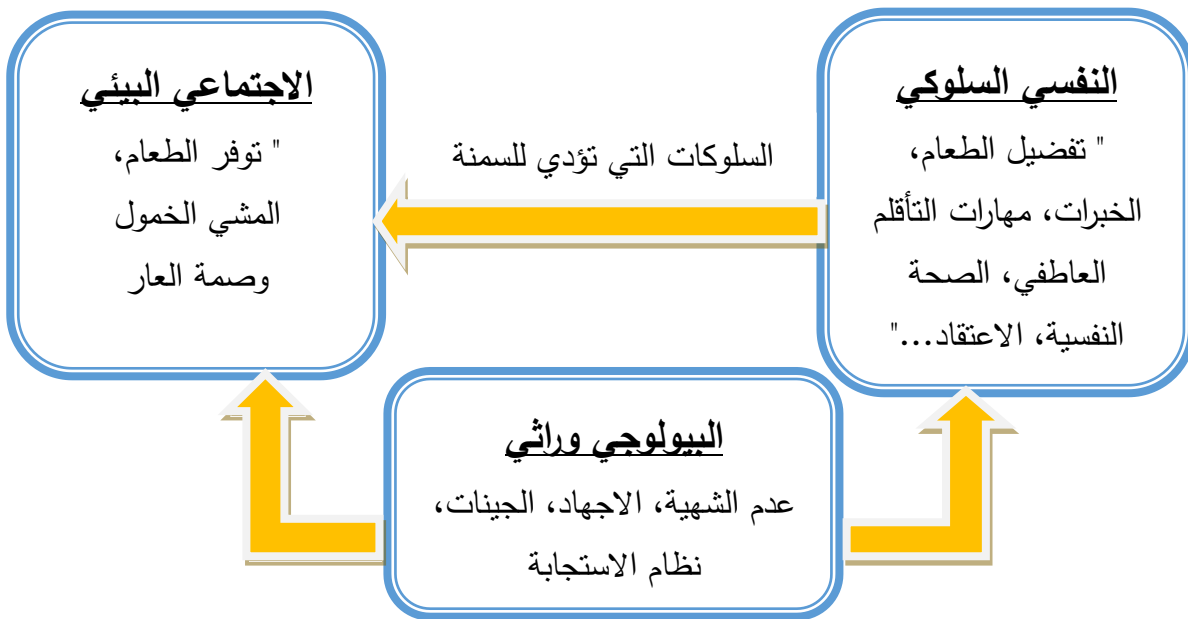 النفسي السلوكي
" تفضيل الطعام،
الخبرات، مهارات التأقلم
العاطفي، الصحة
النفسية، الاعتقاد..."
السلوكات التي تؤدي للسمنة
الاجتماعي البيئي
" توفر الطعام،
المشي الخمول
وصمة العار
البيولوجي وراثي
عدم الشهية، الاجهاد، الجينات،
نظام الاستجابة